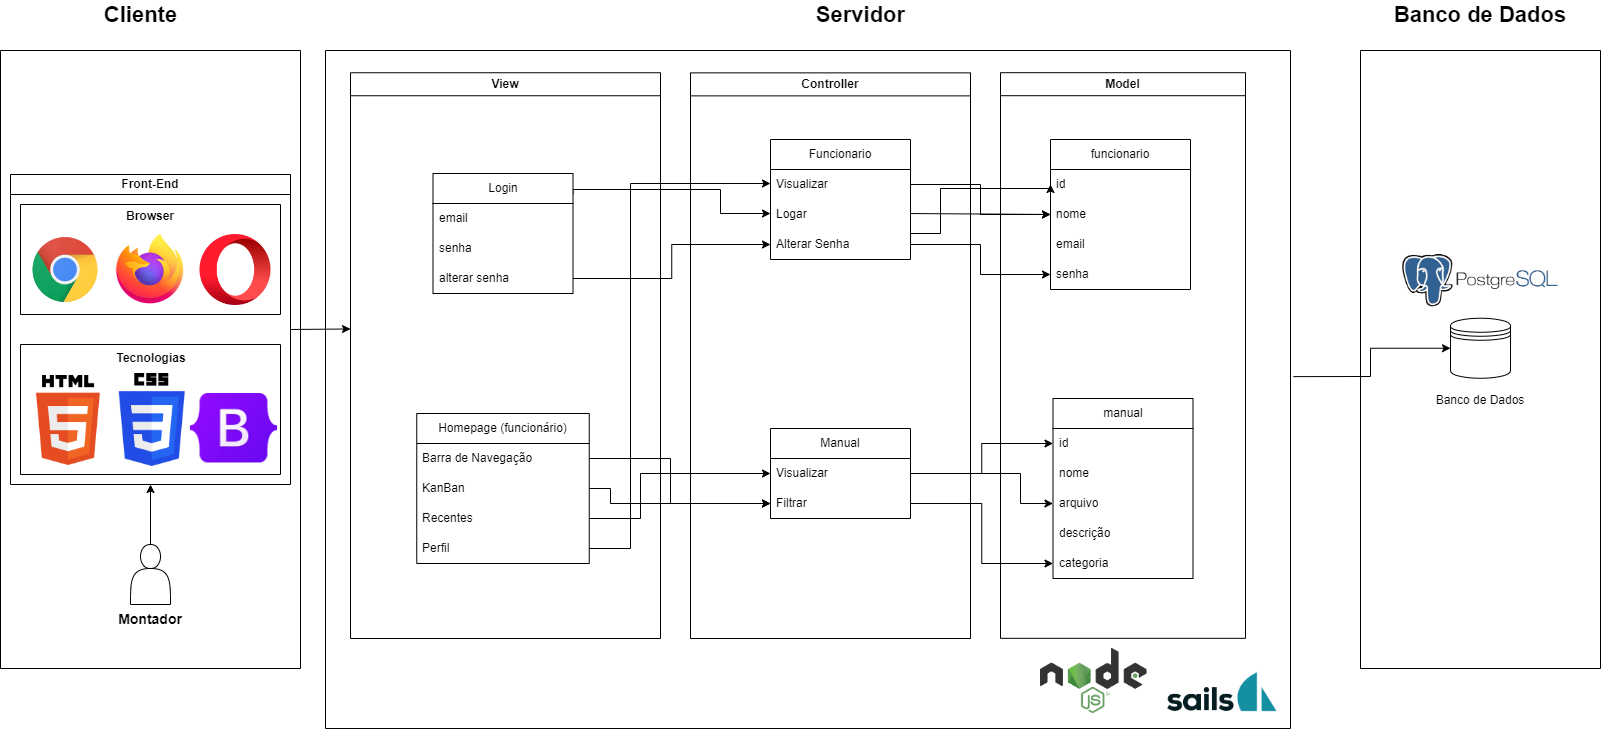 Cliente
Servidor
Banco de Dados
Front-End
Browser
Tecnologias
HTML
CSS
B
Montador
View
Login
email
senha
alterar senha
Homepage (funcionário)
Barra de Navegação
KanBan
Recentes
Perfil
Controller
Funcionario
Visualizar
Logar
Alterar Senha
Manual
Visualizar
Filtrar
Model
funcionario
id
nome
email
senha
manual
id
nome
arquivo
descrição
categoria
node
JS
sails
PostgreSQL
Banco de Dados